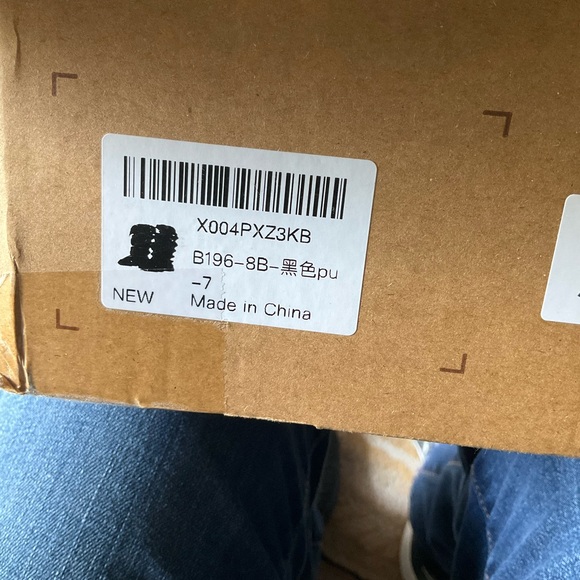 X004PXZ3KB
B196-8B-黑色pu
-7
NEW
Made in China